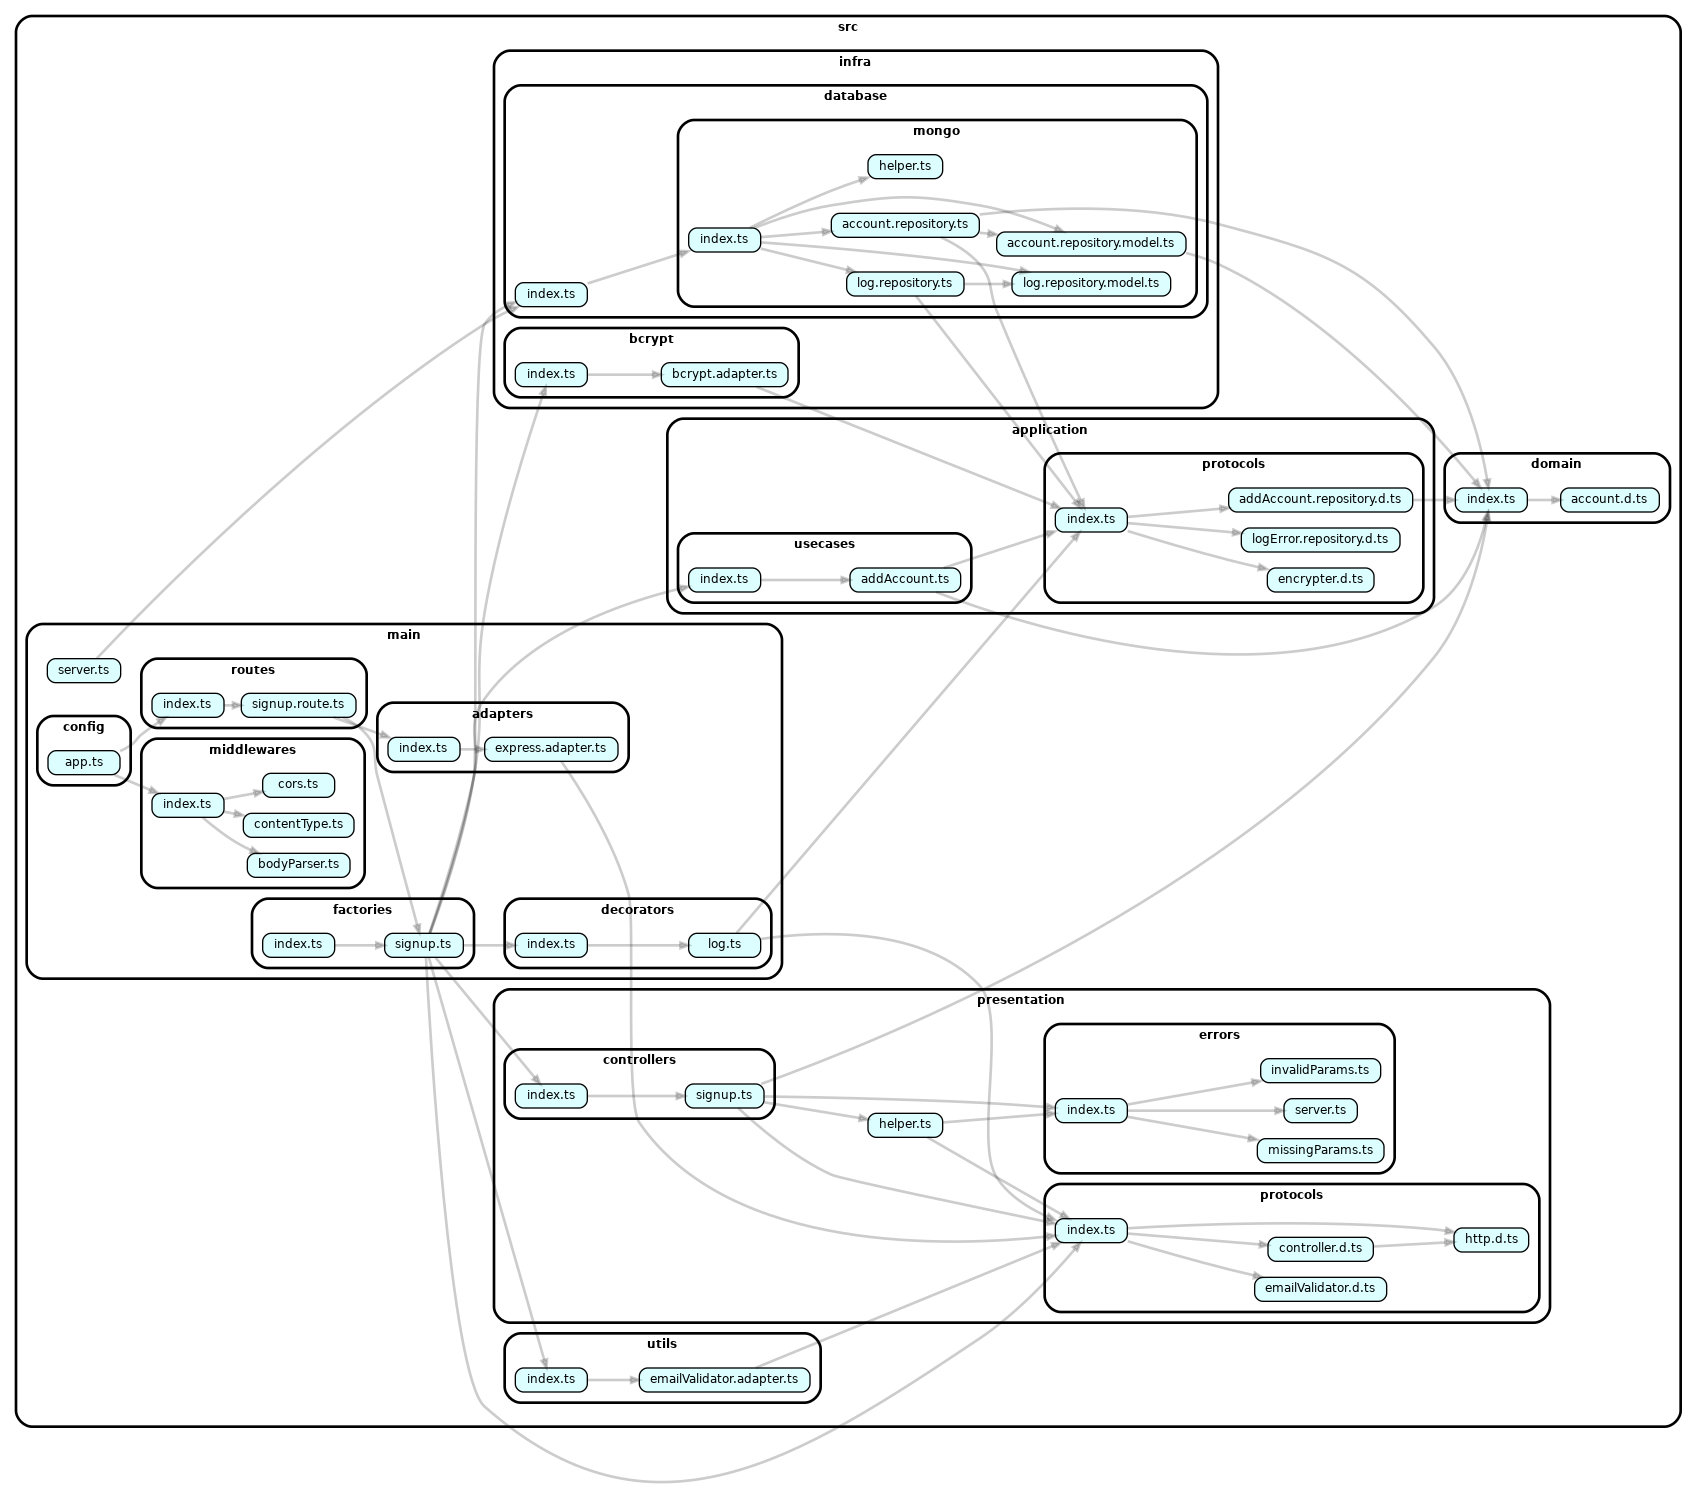 src
infra
database
mongo
helper.ts
account.repository.ts
index.ts
account.repository.model.ts
log.repository.ts
log.repository.model.ts
index.ts
bcrypt
index.ts
bcrypt.adapter.ts
application
protocols
addAccount.repository.d.ts
index.ts
logError.repository.d.ts
encrypter.d.ts
usecases
index.ts
addAccount.ts
domain
index.ts
account.d.ts
main
server.ts
routes
index.ts
signup.route.ts
config
app.ts
adapters
index.ts
express.adapter.ts
middlewares
cors.ts
index.ts
contentType.ts
bodyParser.ts
factories
index.ts
signup.ts
decorators
index.ts
log.ts
presentation
controllers
index.ts
signup.ts
helper.ts
errors
invalidParams.ts
index.ts
server.ts
missingParams.ts
protocols
index.ts
http.d.ts
controller.d.ts
emailValidator.d.ts
utils
index.ts
emailValidator.adapter.ts